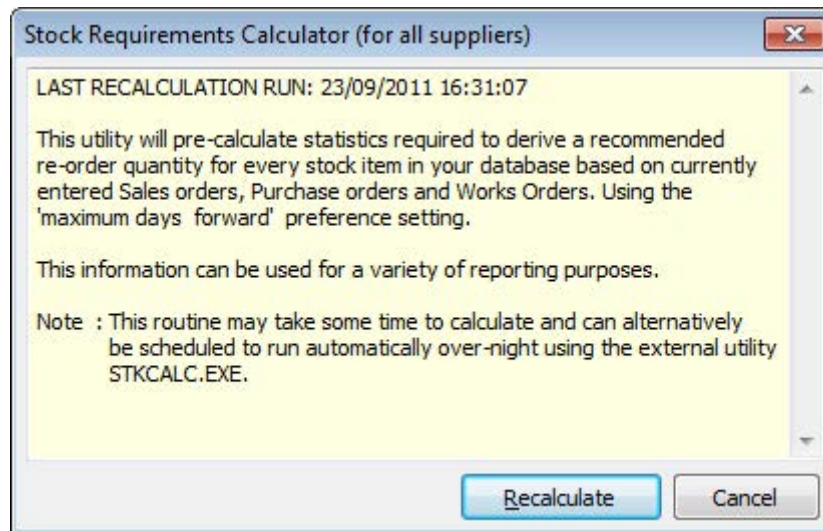 Stock Requirements Calculator (for all suppliers)
LAST RECALCULATION RUN: 23/09/2011 16:31:07
This utility will pre-calculate statistics required to derive a recommended
re-order quantity for every stock item in your database based on currently
entered Sales orders, Purchase orders and Works Orders. Using the
'maximum days  forward' preference setting.
This information can be used for a variety of reporting purposes.
Note  : This routine may take some time to calculate and can alternatively
be scheduled to run automatically over-night using the external utility
STKCALC.EXE.
Recalculate
Cancel